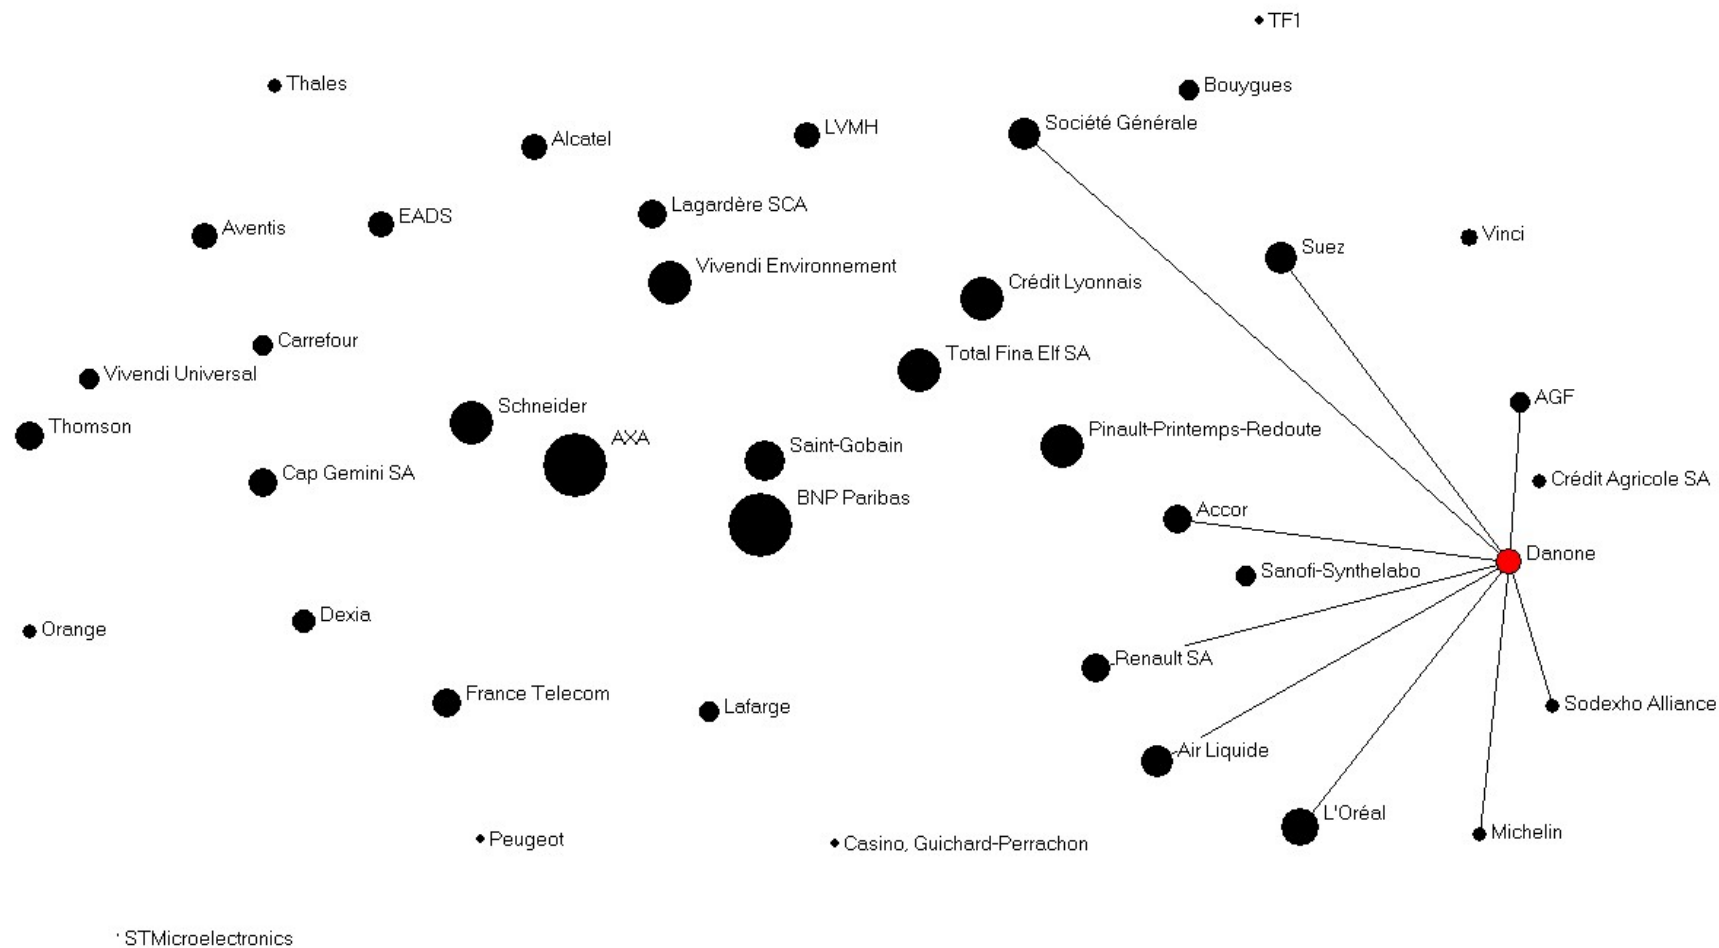 TF1
Thales
Bouygues
Société Générale
LVMH
Alcatel
Lagardère SCA
EADS
Aventis
Vinci
Suez
Vivendi Environnement
Crédit Lyonnais
Carrefour
Total Fina Elf SA
Vivendi Universal
AGF
Schneider
Thomson
Pinault-Printemps-Redoute
AXA
Saint-Gobain
Cap Gemini SA
Crédit Agricole SA
BNP Paribas
Accor
Danone
Sanofi-Synthelabo
Dexia
Orange
Renault SA
France Telecom
Sodexho Alliance
Lafarge
Air Liquide
L'Oréal
Michelin
Peugeot
Casino, Guichard-Perrachon
STMicroelectronics